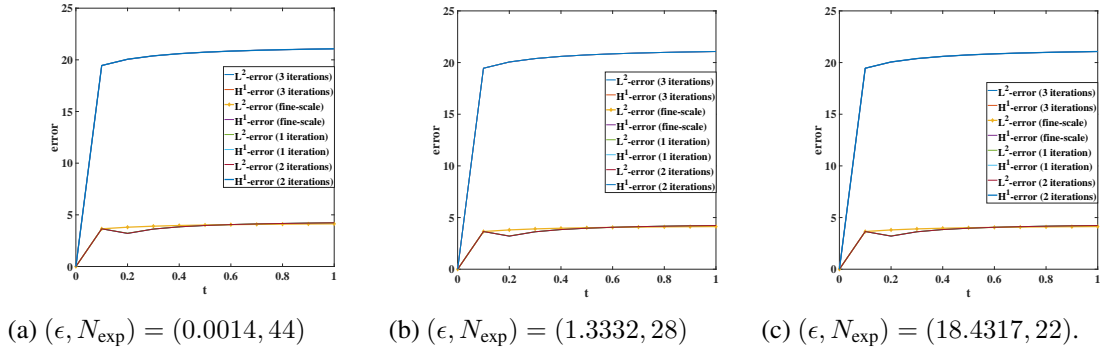 25
20
15
10
5
0
error
0
0.2
0.4
0.6
0.8
1
t
L²-error (3 iterations)
H¹-error (3 iterations)
L²-error (fine-scale)
H¹-error (fine-scale)
L²-error (1 iteration)
H¹-error (1 iteration)
L²-error (2 iterations)
H¹-error (2 iterations)
(a) (ϵ, N_exp) = (0.0014, 44)
25
20
15
10
5
0
error
0
0.2
0.4
0.6
0.8
1
t
L²-error (3 iterations)
H¹-error (3 iterations)
L²-error (fine-scale)
H¹-error (fine-scale)
L²-error (1 iteration)
H¹-error (1 iteration)
L²-error (2 iterations)
H¹-error (2 iterations)
(b) (ϵ, N_exp) = (1.3332, 28)
25
20
15
10
5
0
error
0
0.2
0.4
0.6
0.8
1
t
L²-error (3 iterations)
H¹-error (3 iterations)
L²-error (fine-scale)
H¹-error (fine-scale)
L²-error (1 iteration)
H¹-error (1 iteration)
L²-error (2 iterations)
H¹-error (2 iterations)
(c) (ϵ, N_exp) = (18.4317, 22).